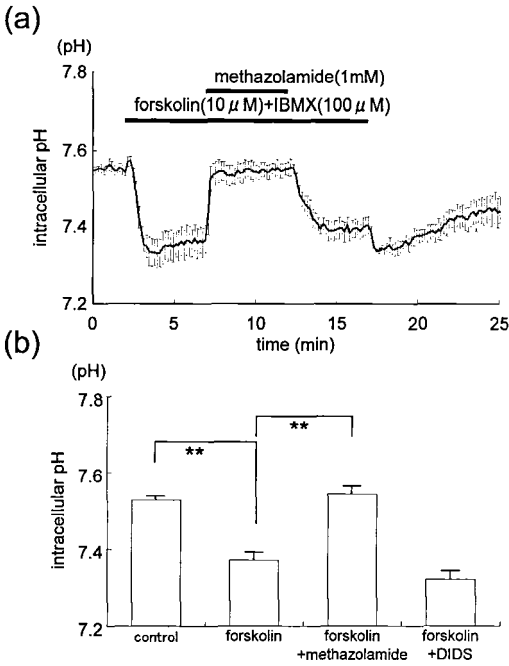 (a)
(pH)
7.8
methazolamide(1mM)
forskolin(10 μM)+IBMX(100 μM)
7.6
intracellular pH
7.4
7.2
0 5 10 15 20 25
time (min)
(b)
(pH)
7.8
**
**
7.6
intracellular pH
7.4
7.2
control forskolin forskolin forskolin
+methazolamide +DIDS